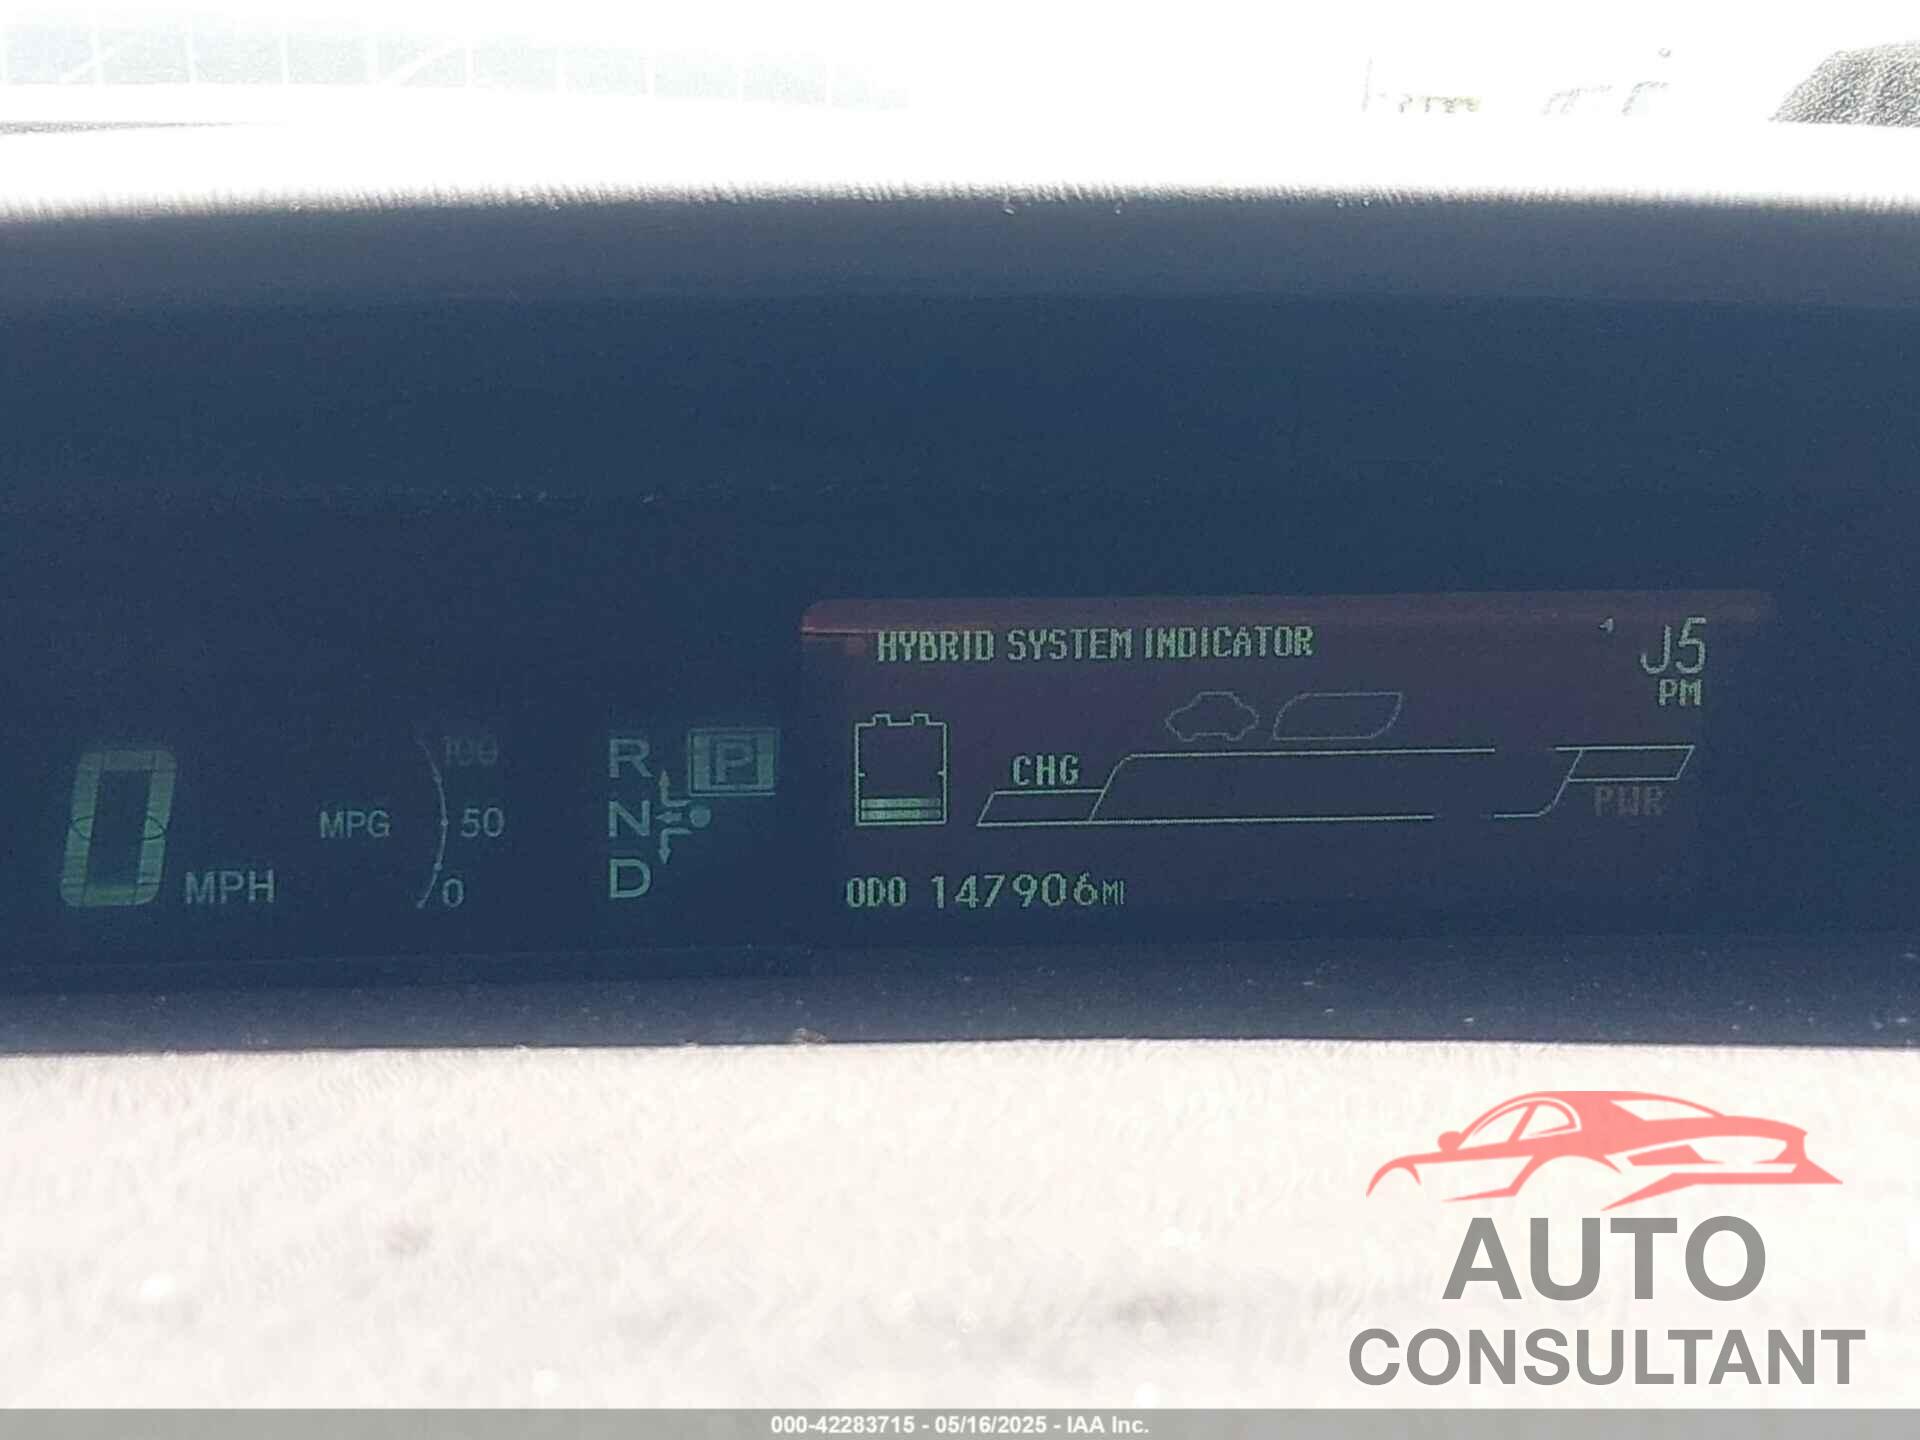 HYBRID SYSTEM INDICATOR
PM
100
R P
CHG
MPG 50
N
PWR
0 MPH
0
D
ODO 147906MI
AUTO
CONSULTANT
000-42283715 - 05/16/2025 - IAA Inc.